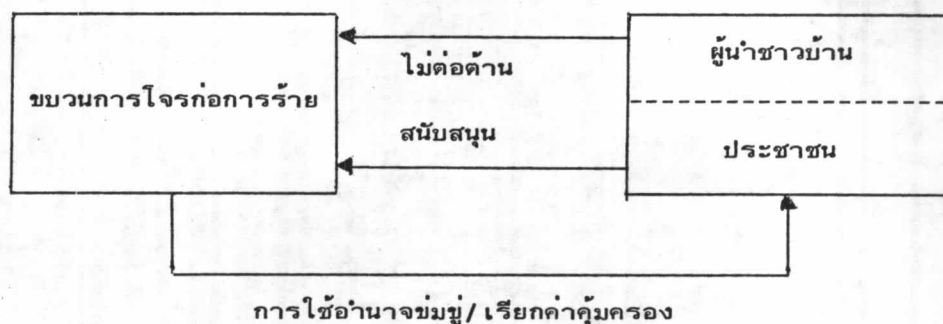 ผู้นำชาวบ้าน
ไม่ต่อต้าน
ขบวนการโจรก่อการร้าย
สนับสนุน
ประชาชน
การใช้อำนาจข่มขู่/ เรียกค่าคุ้มครอง